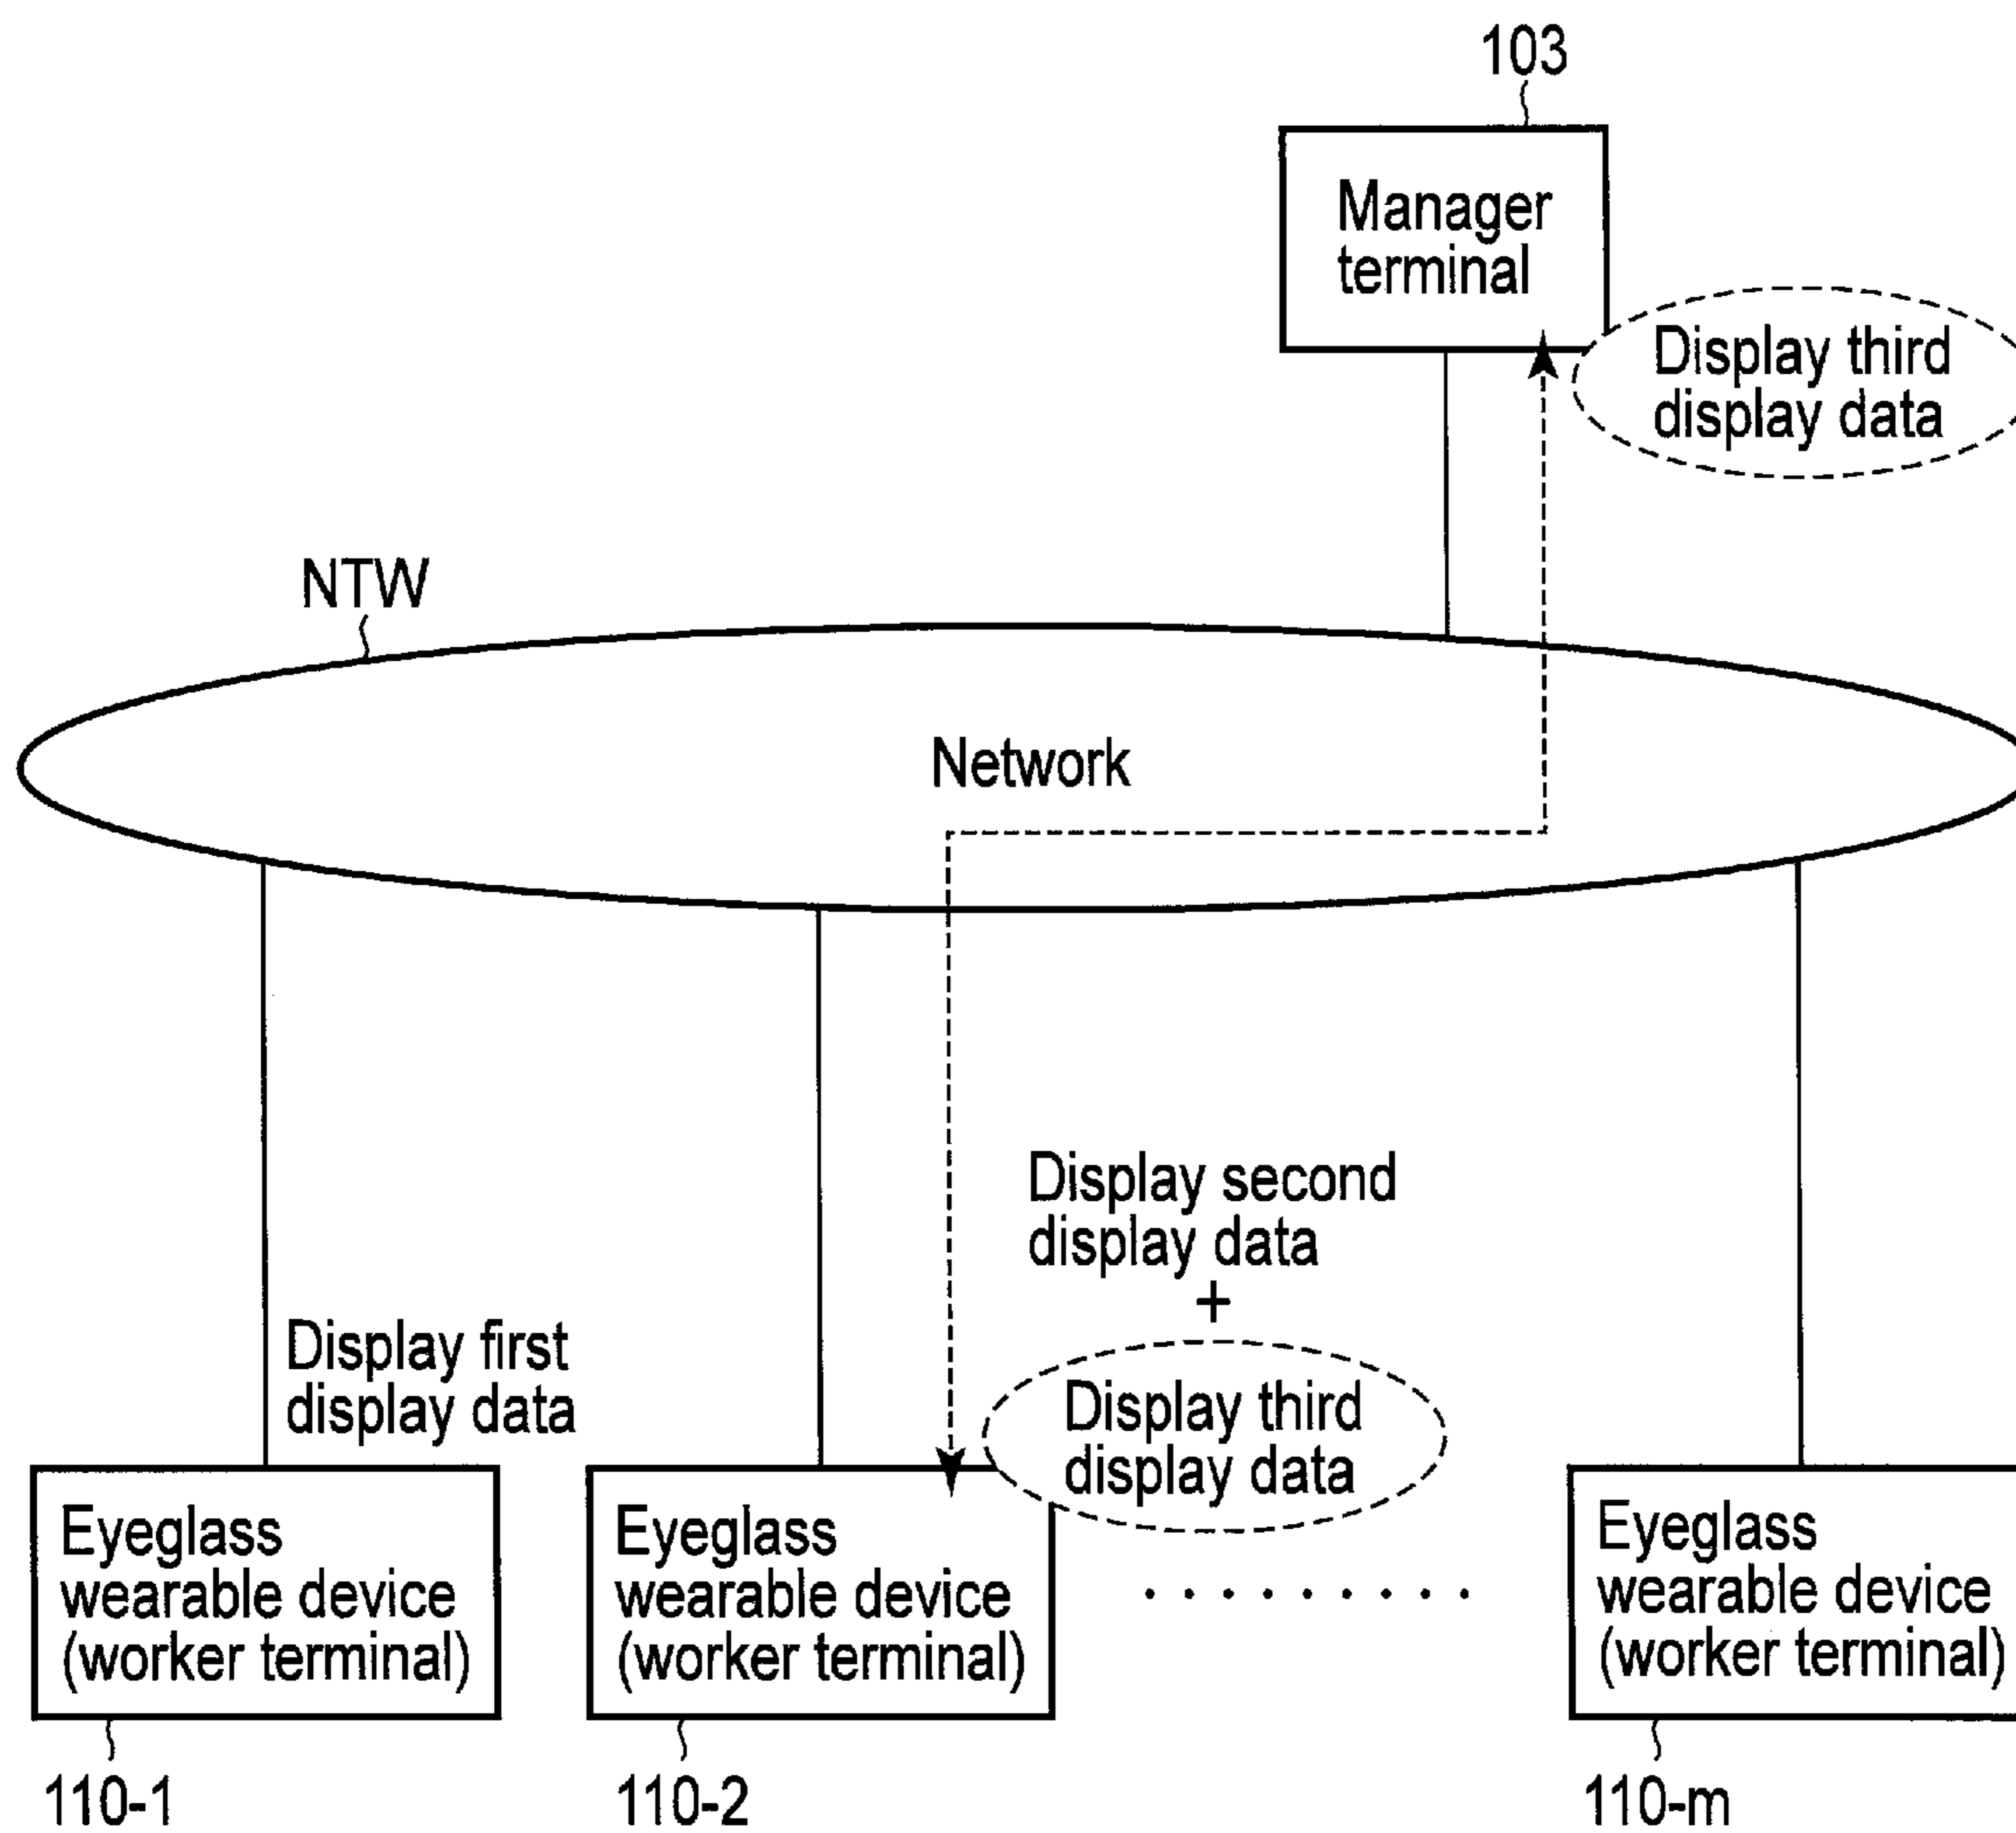 103
Manager
terminal
Display third
display data
NTW
Network
Display second
display data
+
Display third
display data
Display first
display data
Eyeglass
wearable device
(worker terminal)
Eyeglass
wearable device
(worker terminal)
.........
Eyeglass
wearable device
(worker terminal)
110-1
110-2
110-m